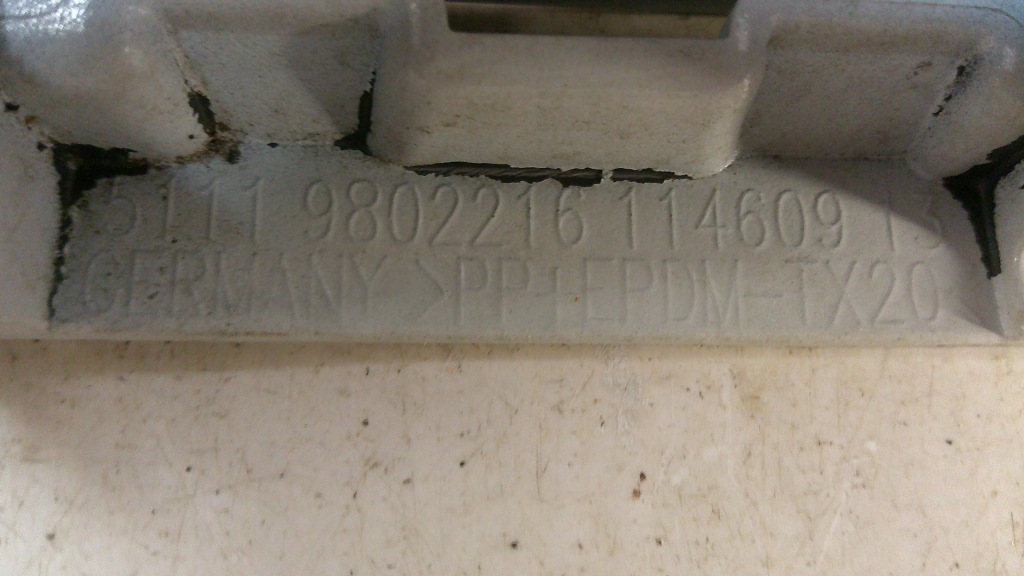 5111 9802216 114609 13
GERMANY >PP+EPDM-TX20